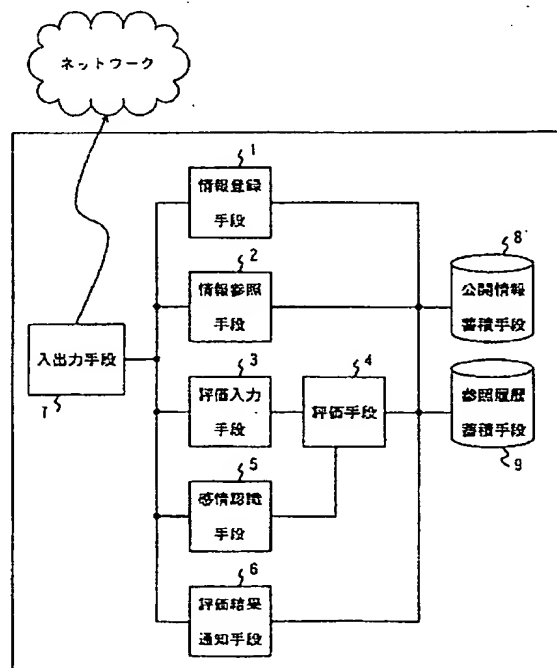 ネットワーク
1
情報登録
手段
2
情報参照
手段
8
公開情報
蓄積手段
入出力手段
7
3
評価入力
手段
4
評価手段
参照履歴
蓄積手段
9
5
感情認識
手段
6
評価結果
通知手段